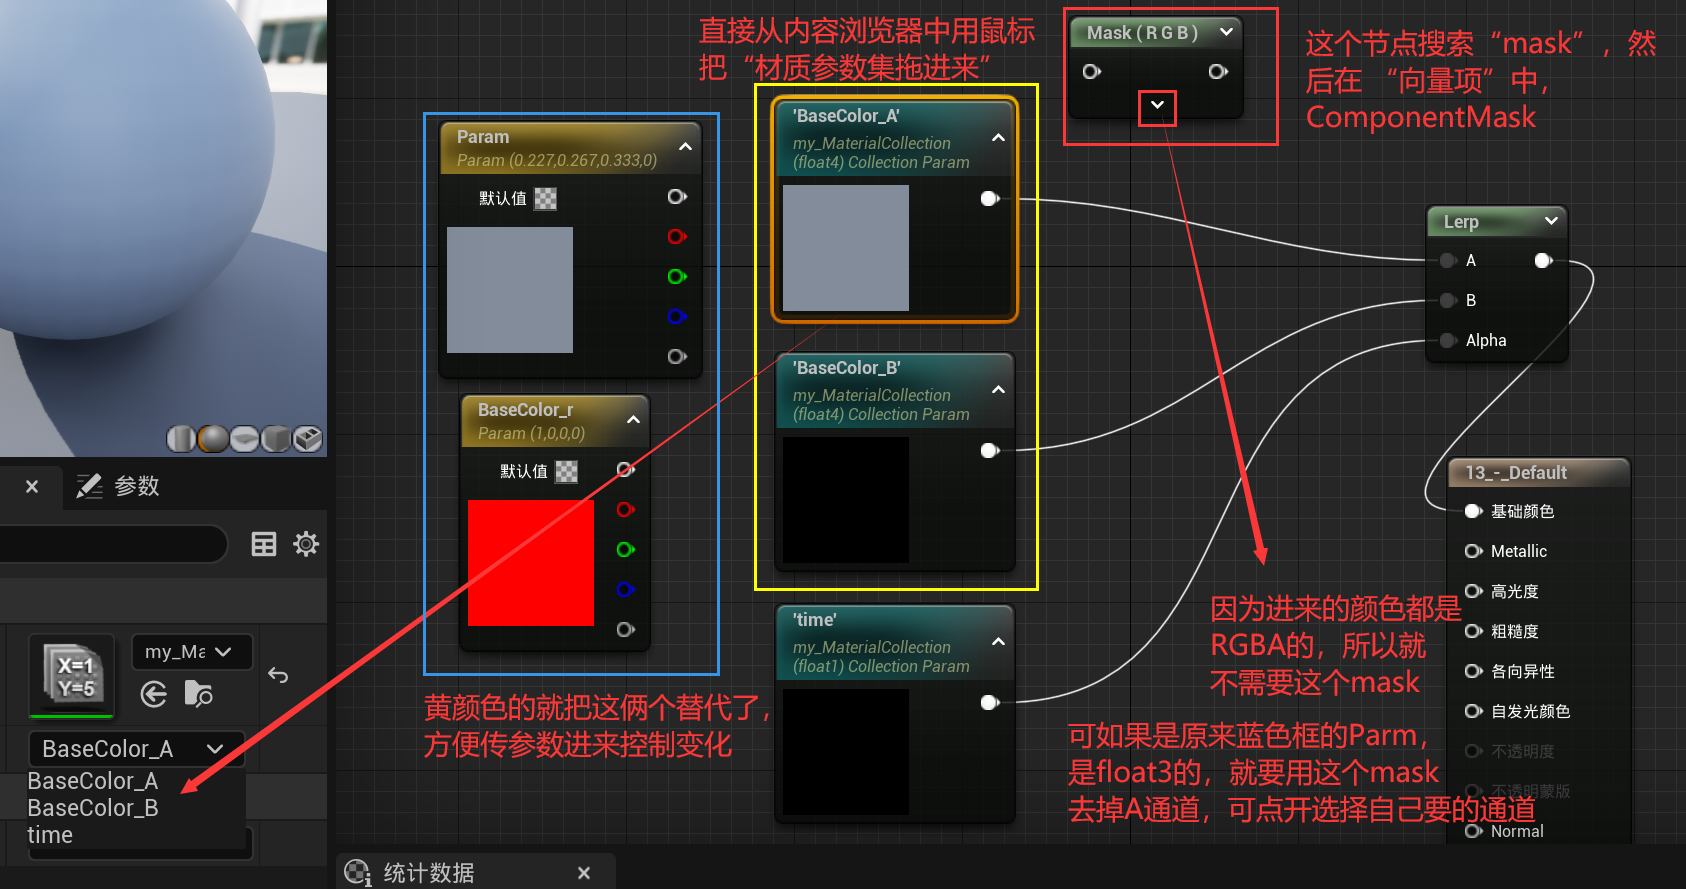 直接从内容浏览器中用鼠标
把“材质参数集拖进来”
Mask ( R G B )
这个节点搜索“mask”，然
后在 “向量项”中，
ComponentMask
Param
Param (0.227,0.267,0.333,0)
默认值
BaseColor_r
Param (1,0,0,0)
默认值
黄颜色的就把这俩个替代了，
方便传参数进来控制变化
'BaseColor_A'
my_MaterialCollection
(float4) Collection Param
'BaseColor_B'
my_MaterialCollection
(float4) Collection Param
'time'
my_MaterialCollection
(float1) Collection Param
Lerp
A
B
Alpha
13_-_Default
基础颜色
Metallic
高光度
粗糙度
各向异性
自发光颜色
不透明度
不透明蒙版
Normal
因为进来的颜色都是
RGBA的，所以就
不需要这个mask
可如果是原来蓝色框的Parm，
是float3的，就要用这个mask
去掉A通道，可点开选择自己要的通道
参数
X=1
Y=5
my_Ma
BaseColor_A
BaseColor_A
BaseColor_B
time
统计数据